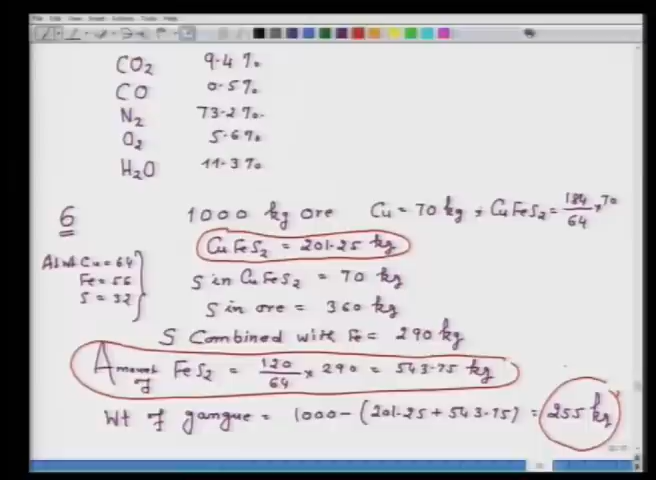 CO2 9.4%
CO 0.5%
N2 73.2%
O2 5.6%
H2O 11.3%
6 1000 kg ore Cu = 70 kg, CuFeS2 = 184/64 × 70
CuFeS2 = 201.25 kg
At wt Cu = 64
Fe = 56
S = 32
S in CuFeS2 = 70 kg
S in ore = 360 kg
S Combined with Fe = 290 kg
Amount of FeS2 = 120/64 × 290 = 543.75 kg
Wt of gangue = 1000 - (201.25 + 543.75) = 255 kg